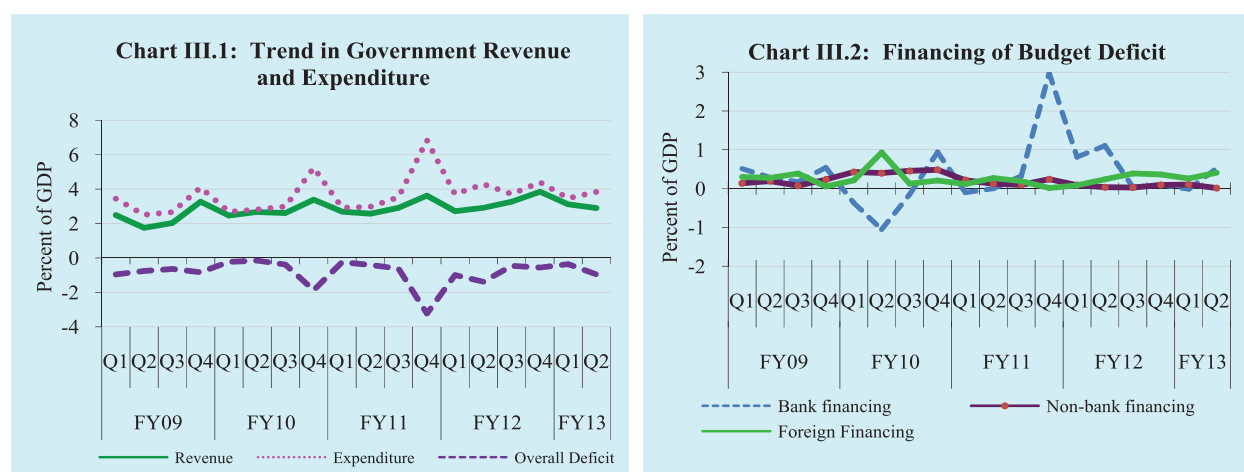 Chart III.1: Trend in Government Revenue
and Expenditure
Percent of GDP
8
6
4
2
0
-2
-4
Q1 Q2 Q3 Q4 Q1 Q2 Q3 Q4 Q1 Q2 Q3 Q4 Q1 Q2 Q3 Q4 Q1 Q2
FY09 FY10 FY11 FY12 FY13
Revenue Expenditure Overall Deficit
Chart III.2: Financing of Budget Deficit
Percent of GDP
3
2
1
0
-1
-2
Q1 Q2 Q3 Q4 Q1 Q2 Q3 Q4 Q1 Q2 Q3 Q4 Q1 Q2 Q3 Q4 Q1 Q2
FY09 FY10 FY11 FY12 FY13
Bank financing Non-bank financing
Foreign Financing